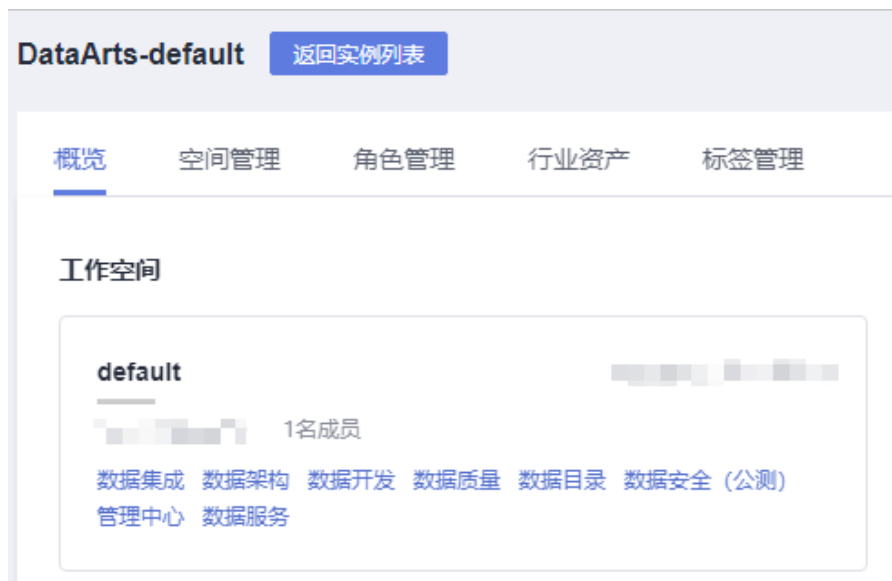 DataArts-default 返回实例列表
概览 空间管理 角色管理 行业资产 标签管理
工作空间
default
1名成员
数据集成 数据架构 数据开发 数据质量 数据目录 数据安全（公测）
管理中心 数据服务